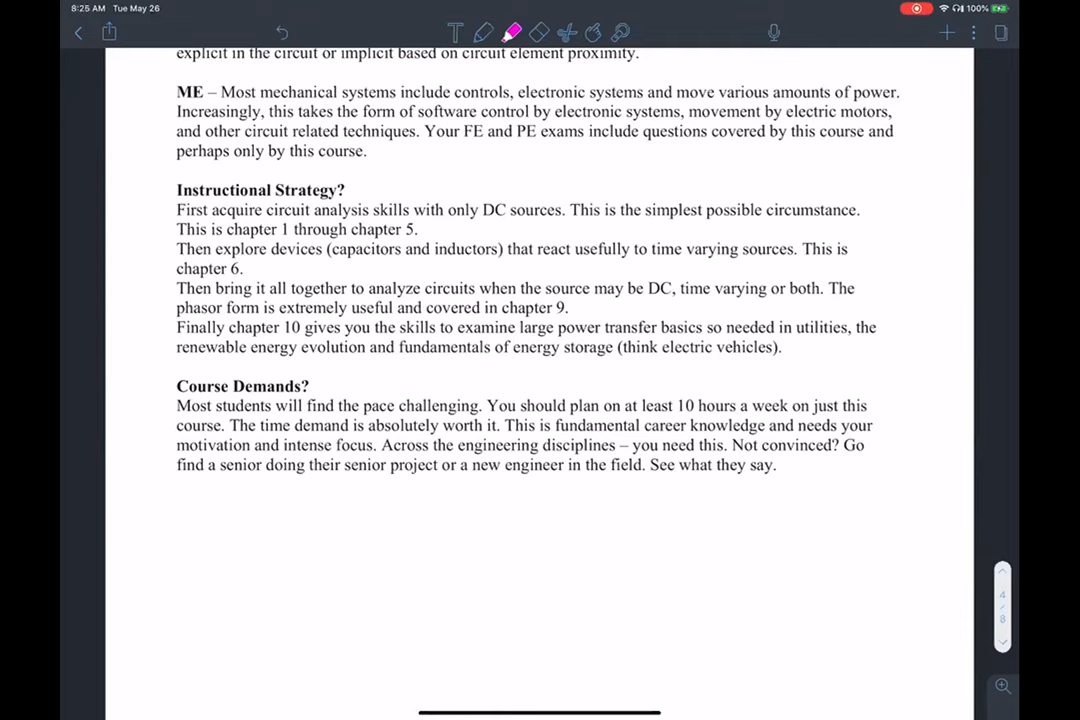 8:25 AM Tue May 26
100%
explicit in the circuit or implicit based on circuit element proximity.
ME – Most mechanical systems include controls, electronic systems and move various amounts of power.
Increasingly, this takes the form of software control by electronic systems, movement by electric motors,
and other circuit related techniques. Your FE and PE exams include questions covered by this course and
perhaps only by this course.
Instructional Strategy?
First acquire circuit analysis skills with only DC sources. This is the simplest possible circumstance.
This is chapter 1 through chapter 5.
Then explore devices (capacitors and inductors) that react usefully to time varying sources. This is
chapter 6.
Then bring it all together to analyze circuits when the source may be DC, time varying or both. The
phasor form is extremely useful and covered in chapter 9.
Finally chapter 10 gives you the skills to examine large power transfer basics so needed in utilities, the
renewable energy evolution and fundamentals of energy storage (think electric vehicles).
Course Demands?
Most students will find the pace challenging. You should plan on at least 10 hours a week on just this
course. The time demand is absolutely worth it. This is fundamental career knowledge and needs your
motivation and intense focus. Across the engineering disciplines – you need this. Not convinced? Go
find a senior doing their senior project or a new engineer in the field. See what they say.
4
/
8